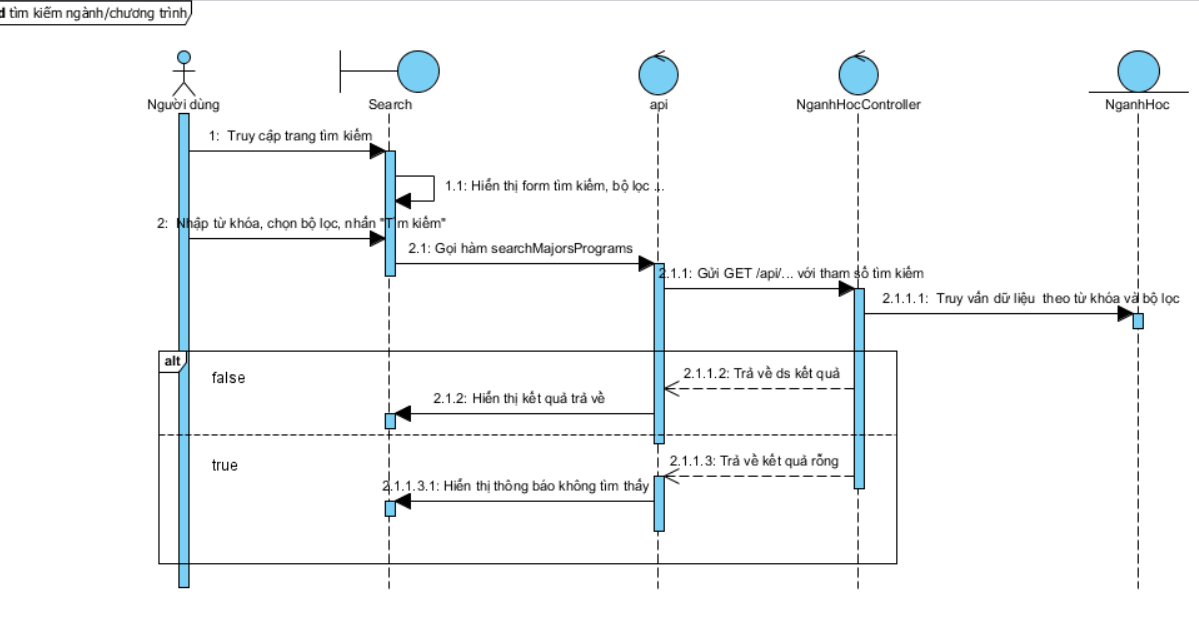 d tìm kiếm ngành/chương trình
Người dùng
Search
api
NganhHocController
NganhHoc
1: Truy cập trang tìm kiếm
1.1: Hiển thị form tìm kiếm, bộ lọc ...
2: Nhập từ khóa, chọn bộ lọc, nhấn "Tìm kiếm"
2.1: Gọi hàm searchMajorsPrograms
2.1.1: Gửi GET /api/... với tham số tìm kiếm
2.1.1.1: Truy vấn dữ liệu theo từ khóa và bộ lọc
alt
false
2.1.1.2: Trả về ds kết quả
2.1.2: Hiển thị kết quả trả về
true
2.1.1.3: Trả về kết quả rỗng
2.1.1.3.1: Hiển thị thông báo không tìm thấy